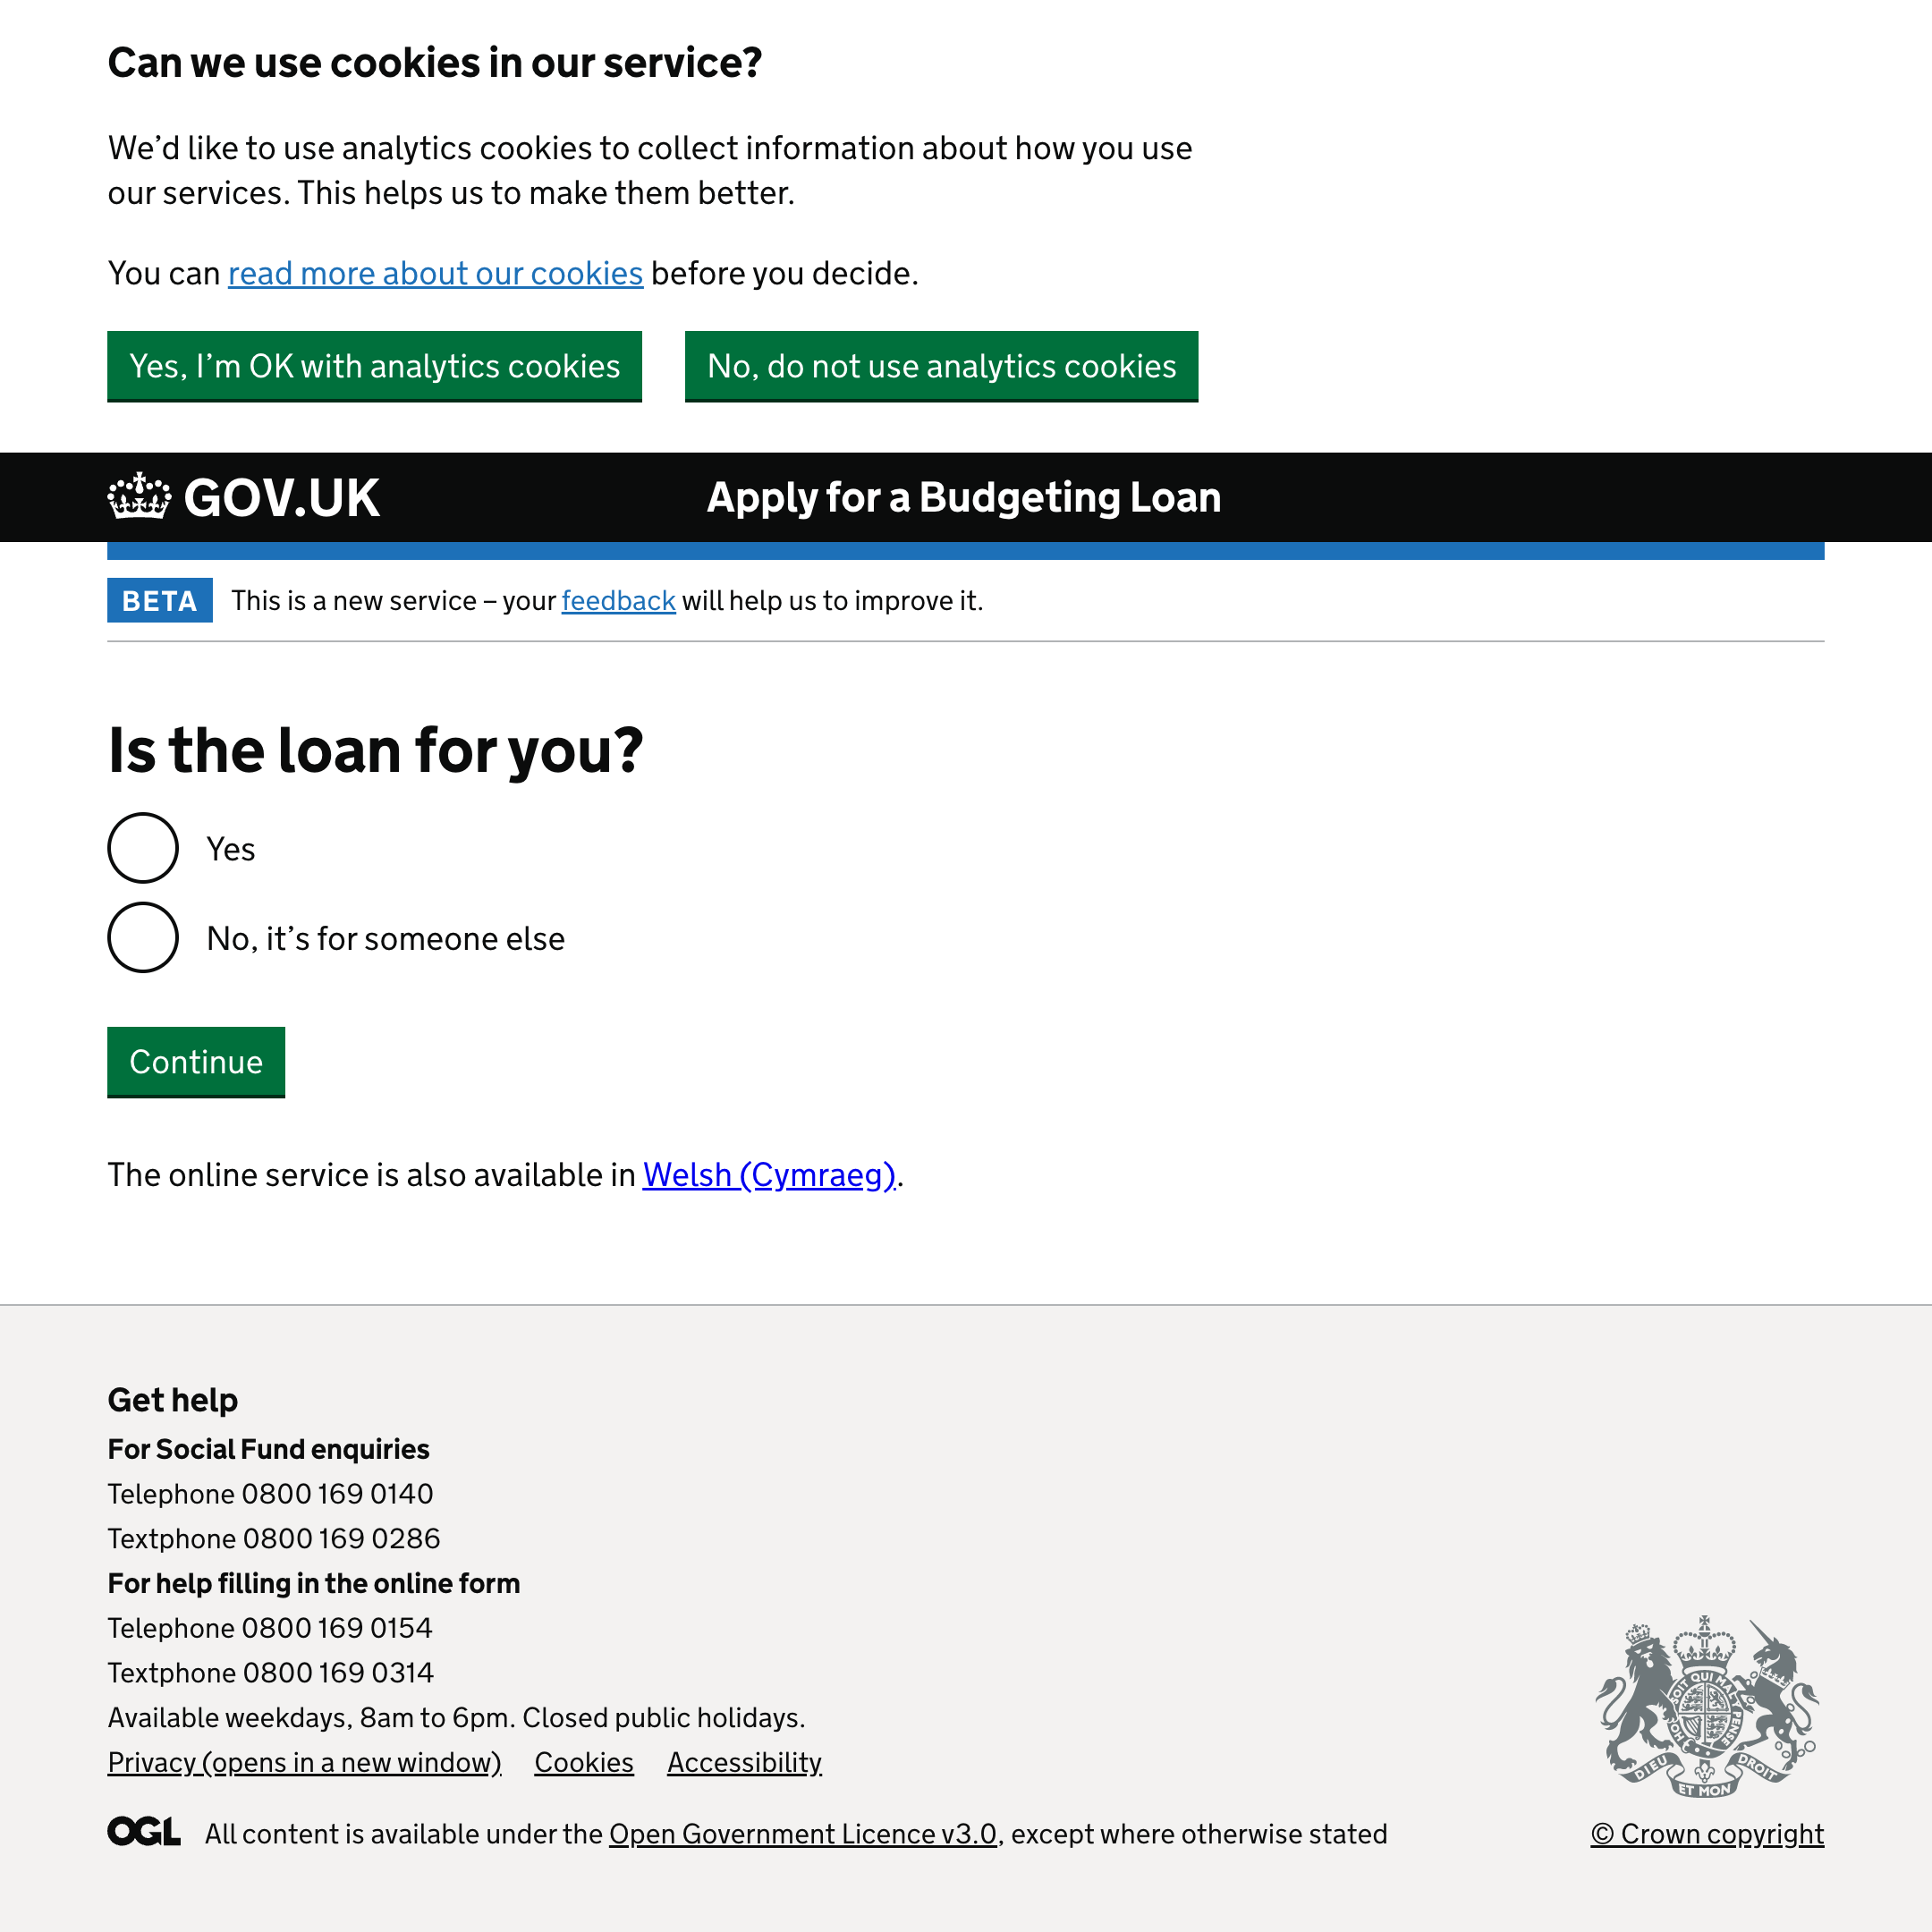 Can we use cookies in our service?
We’d like to use analytics cookies to collect information about how you use
our services. This helps us to make them better.
You can read more about our cookies before you decide.
Yes, I’m OK with analytics cookies
No, do not use analytics cookies
GOV.UK
Apply for a Budgeting Loan
BETA
This is a new service – your feedback will help us to improve it.
Is the loan for you?
Yes
No, it’s for someone else
Continue
The online service is also available in Welsh (Cymraeg).
Get help
For Social Fund enquiries
Telephone 0800 169 0140
Textphone 0800 169 0286
For help filling in the online form
Telephone 0800 169 0154
Textphone 0800 169 0314
Available weekdays, 8am to 6pm. Closed public holidays.
Privacy (opens in a new window) Cookies Accessibility
SOIT QUI MAL
PENSE
DIEU ET MON DROIT
OGL All content is available under the Open Government Licence v3.0, except where otherwise stated
© Crown copyright